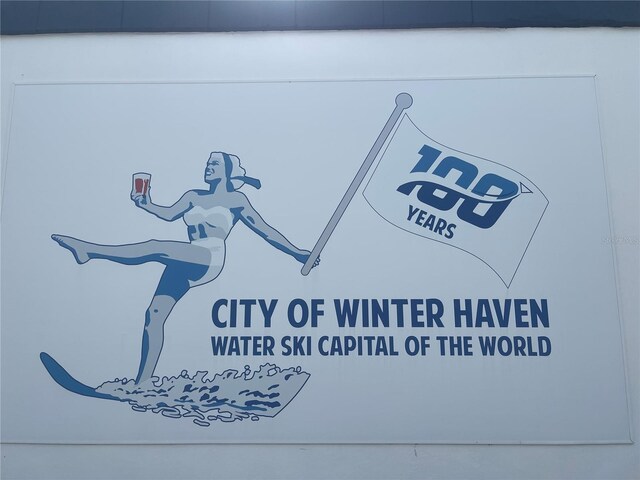 100
YEARS
CITY OF WINTER HAVEN
WATER SKI CAPITAL OF THE WORLD